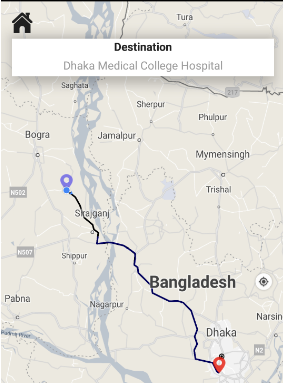 Tura
Destination
Dhaka Medical College Hospital
Saghata
217
Sherpur
Phulpur
Bogra
Jamalpur
Mymensingh
N502
Trishal
Sirajganj
N507
Shippur
Bangladesh
Pabna
Nagarpur
Narsin
Dhaka
N2